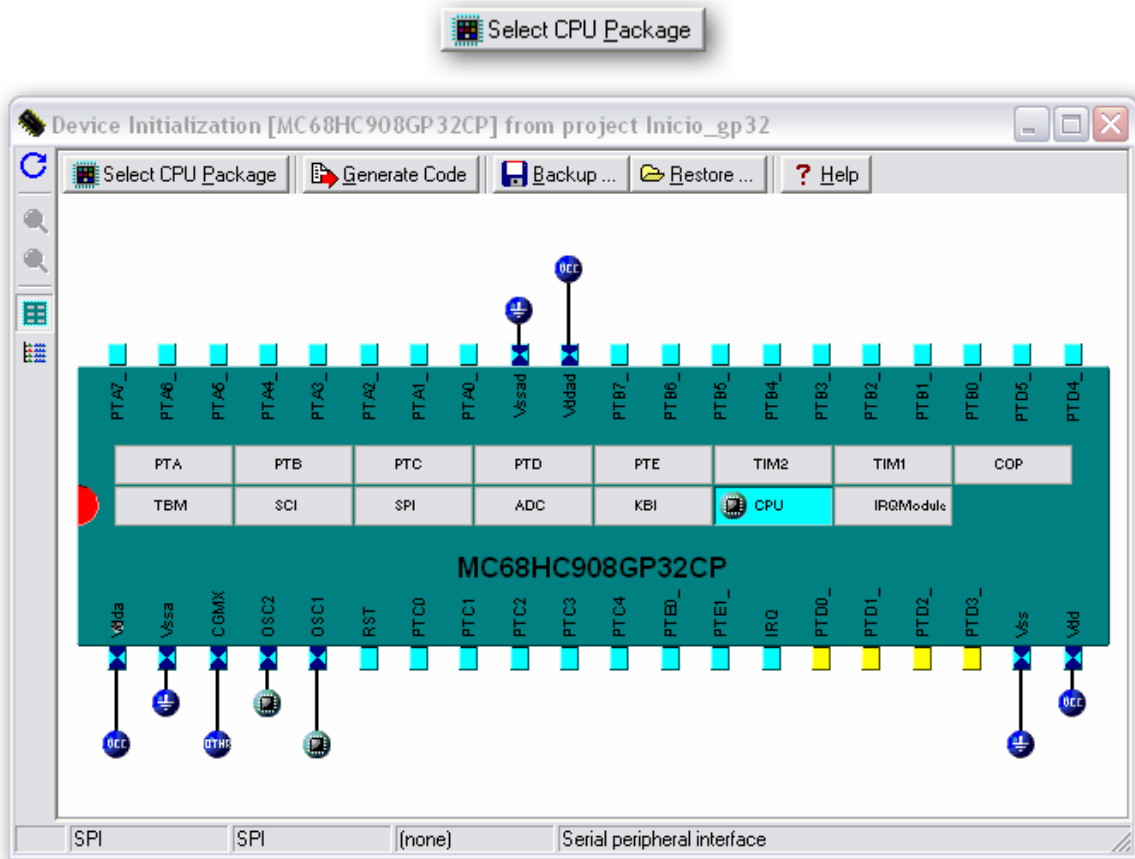 Select CPU Package
Device Initialization [MC68HC908GP32CP] from project Inicio_gp32
Select CPU Package Generate Code Backup ... Restore ... ? Help
VCC
PTA7_ PTA6_ PTA5_ PTA4_ PTA3_ PTA2_ PTA1_ PTA0_ Vssad Vddad PTB7_ PTB6_ PTB5_ PTB4_ PTB3_ PTB2_ PTB1_ PTB0_ PTD5_ PTD4_
PTA PTB PTC PTD PTE TIM2 TIM1 COP
TBM SCI SPI ADC KBI CPU IRQModule
MC68HC908GP32CP
Vdda Vssa CGMX OSC2 OSC1 RST PTC0 PTC1 PTC2 PTC3 PTC4 PTE0_ PTE1_ IRQ PTD0_ PTD1_ PTD2_ PTD3_ Vss Vdd
VCC
VCC OTHR
SPI SPI (none) Serial peripheral interface